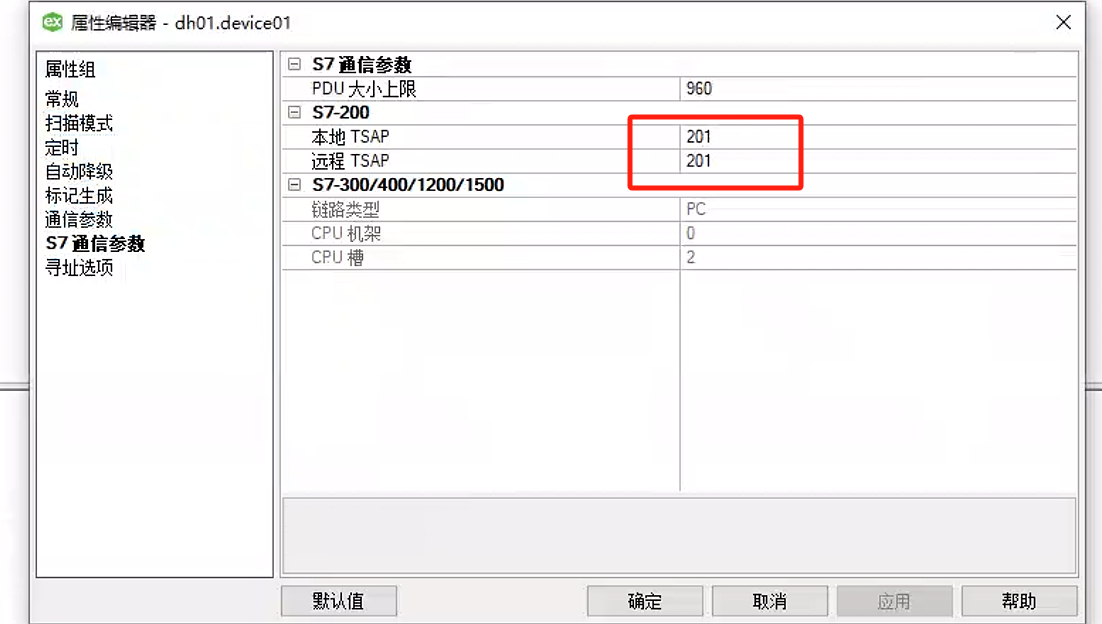 属性编辑器 - dh01.device01
属性组
常规
扫描模式
定时
自动降级
标记生成
通信参数
S7 通信参数
寻址选项
S7 通信参数
PDU 大小上限 960
S7-200
本地 TSAP 201
远程 TSAP 201
S7-300/400/1200/1500
链路类型 PC
CPU 机架 0
CPU 槽 2
默认值 确定 取消 应用 帮助